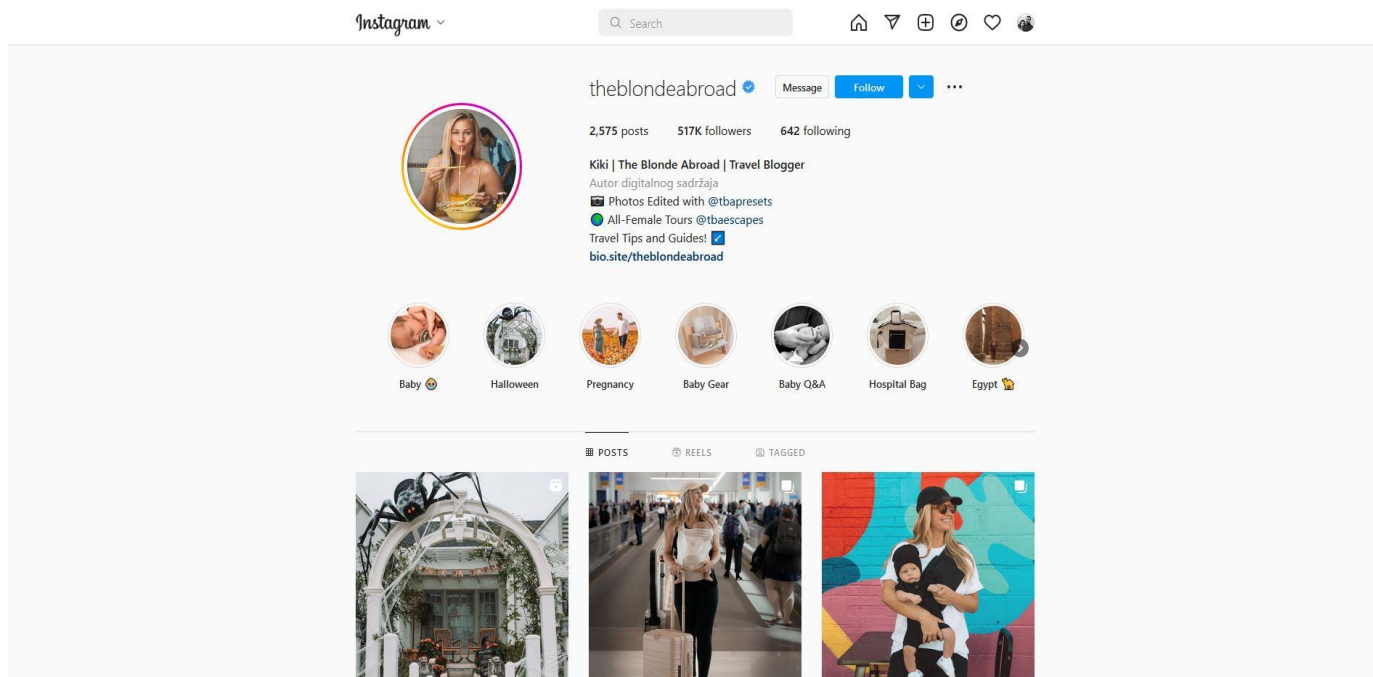 Instagram
Search
theblondeabroad
Message
Follow
2,575 posts 517K followers 642 following
Kiki | The Blonde Abroad | Travel Blogger
Autor digitalnog sadržaja
📷 Photos Edited with @tbapresets
🌍 All-Female Tours @tbaescapes
Travel Tips and Guides! ↙️
bio.site/theblondeabroad
Baby 👶 Halloween Pregnancy Baby Gear Baby Q&A Hospital Bag Egypt 🐪
POSTS REELS TAGGED